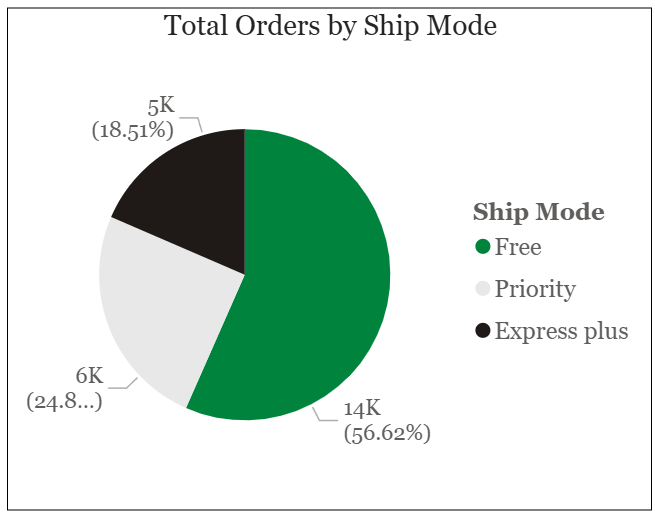 Total Orders by Ship Mode
5K
(18.51%)
6K
(24.8...)
14K
(56.62%)
Ship Mode
Free
Priority
Express plus